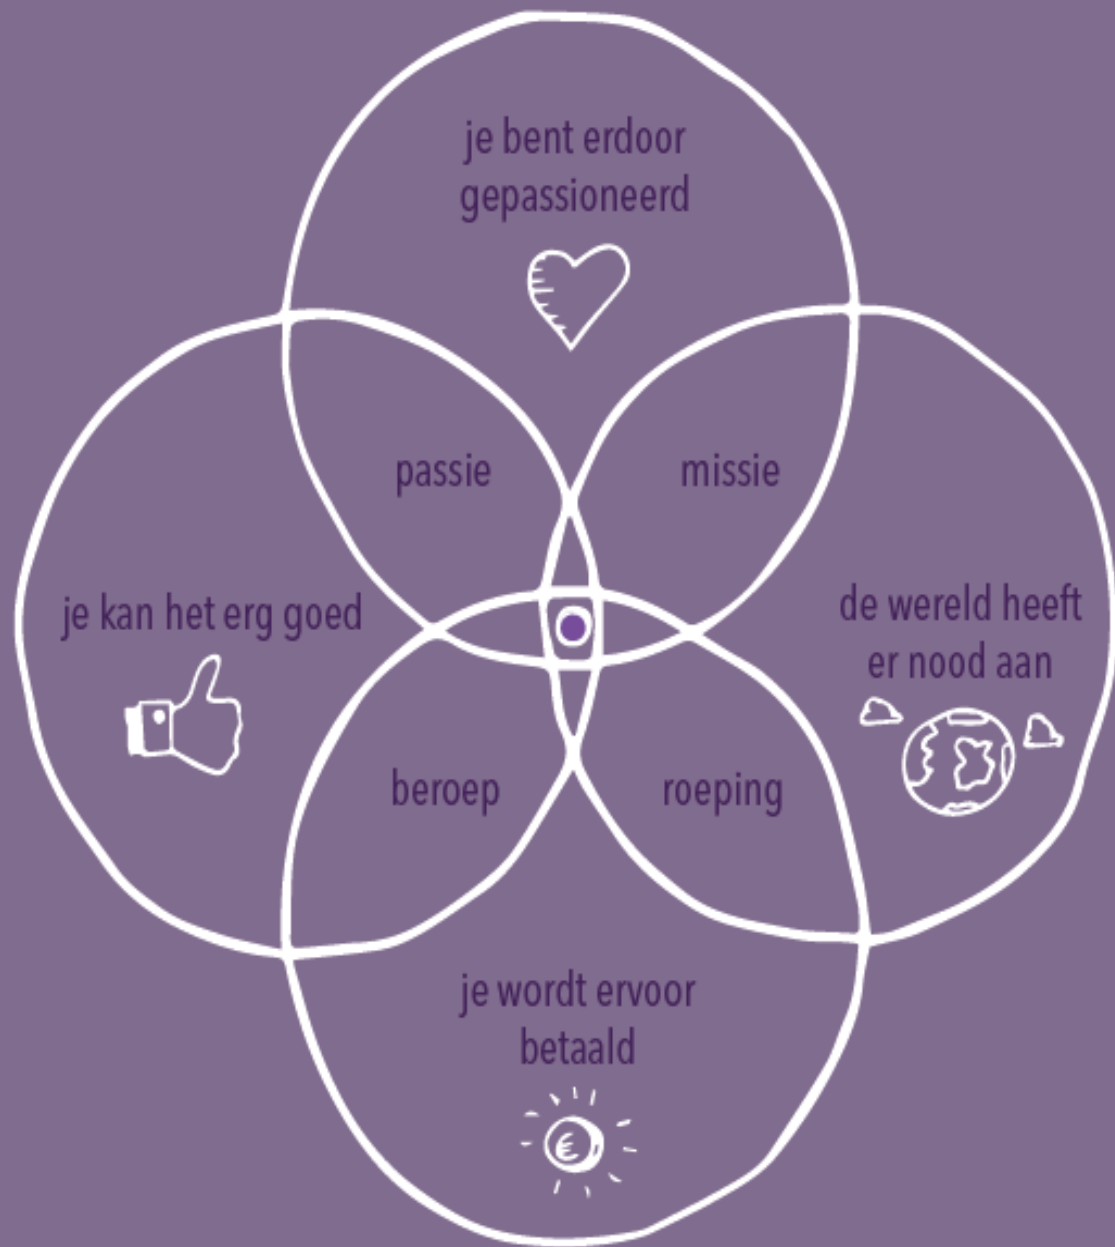 je bent erdoor
gepassioneerd
passie
missie
je kan het erg goed
de wereld heeft
er nood aan
beroep
roeping
je wordt ervoor
betaald
€